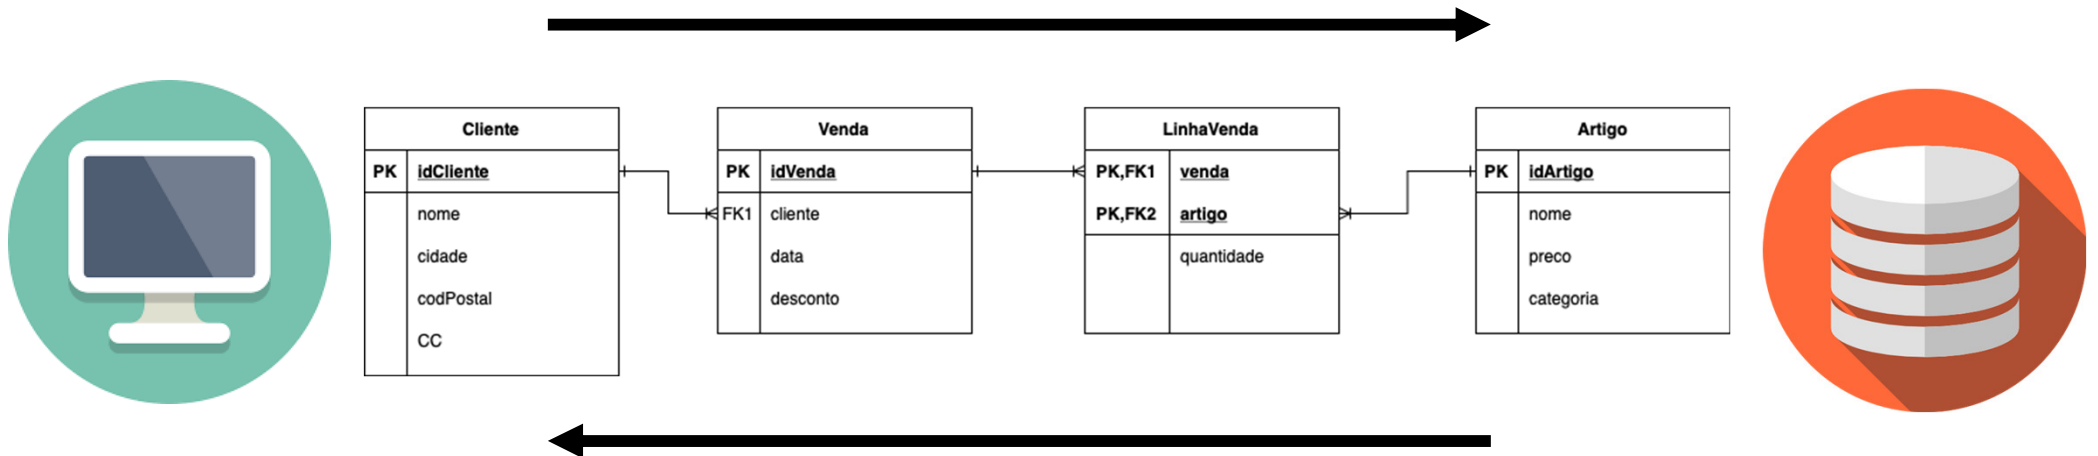 Cliente
PK idCliente
nome
cidade
codPostal
CC
Venda
PK idVenda
FK1 cliente
data
desconto
LinhaVenda
PK,FK1 venda
PK,FK2 artigo
quantidade
Artigo
PK idArtigo
nome
preco
categoria